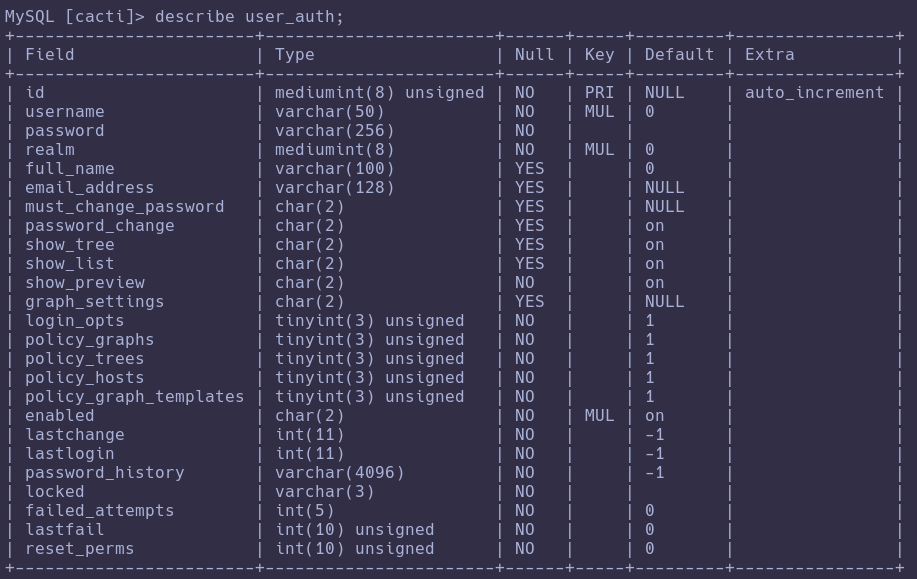 MySQL [cacti]> describe user_auth;
+------------------------+-----------------------+------+-----+---------+----------------+
| Field                  | Type                  | Null | Key | Default | Extra          |
+------------------------+-----------------------+------+-----+---------+----------------+
| id                     | mediumint(8) unsigned | NO   | PRI | NULL    | auto_increment |
| username               | varchar(50)           | NO   | MUL | 0       |                |
| password               | varchar(256)          | NO   |     |         |                |
| realm                  | mediumint(8)          | NO   | MUL | 0       |                |
| full_name              | varchar(100)          | YES  |     | 0       |                |
| email_address          | varchar(128)          | YES  |     | NULL    |                |
| must_change_password   | char(2)               | YES  |     | NULL    |                |
| password_change        | char(2)               | YES  |     | on      |                |
| show_tree              | char(2)               | YES  |     | on      |                |
| show_list              | char(2)               | YES  |     | on      |                |
| show_preview           | char(2)               | NO   |     | on      |                |
| graph_settings         | char(2)               | YES  |     | NULL    |                |
| login_opts             | tinyint(3) unsigned   | NO   |     | 1       |                |
| policy_graphs          | tinyint(3) unsigned   | NO   |     | 1       |                |
| policy_trees           | tinyint(3) unsigned   | NO   |     | 1       |                |
| policy_hosts           | tinyint(3) unsigned   | NO   |     | 1       |                |
| policy_graph_templates | tinyint(3) unsigned   | NO   |     | 1       |                |
| enabled                | char(2)               | NO   | MUL | on      |                |
| lastchange             | int(11)               | NO   |     | -1      |                |
| lastlogin              | int(11)               | NO   |     | -1      |                |
| password_history       | varchar(4096)         | NO   |     | -1      |                |
| locked                 | varchar(3)            | NO   |     |         |                |
| failed_attempts        | int(5)                | NO   |     | 0       |                |
| lastfail               | int(10) unsigned      | NO   |     | 0       |                |
| reset_perms            | int(10) unsigned      | NO   |     | 0       |                |
+------------------------+-----------------------+------+-----+---------+----------------+